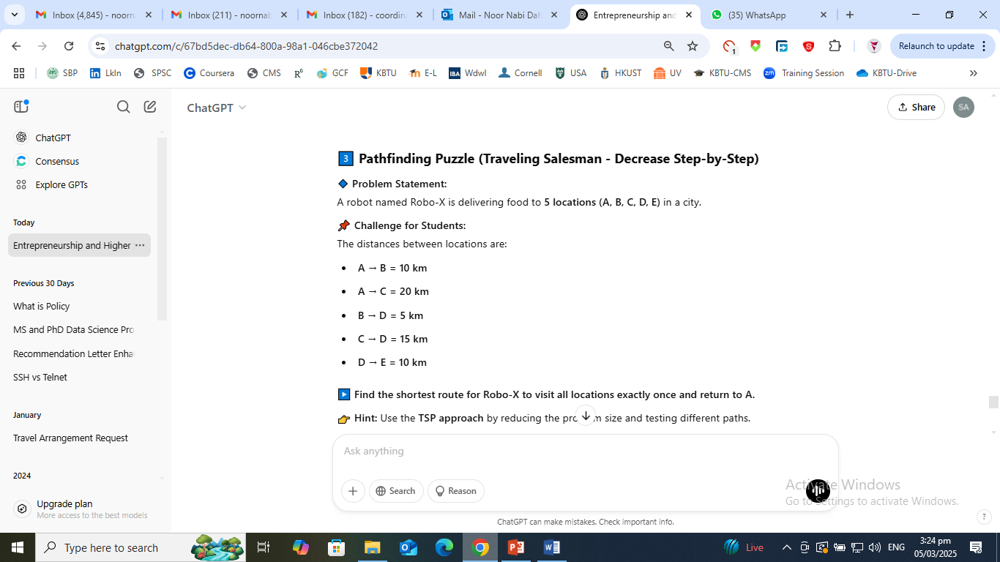 Inbox (4,845) - noorna
Inbox (211) - noornab
Inbox (182) - coordina
Mail - Noor Nabi Dah
Entrepreneurship and
(35) WhatsApp
chatgpt.com/c/67bd5dec-db64-800a-98a1-046cbe372042
1
Relaunch to update
SBP
LkIn
SPSC
Coursera
CMS
GCF
KBTU
E-L
IBA Wdwl
Cornell
USA
HKUST
UV
KBTU-CMS
zm Training Session
KBTU-Drive
ChatGPT
Share
SA
ChatGPT
Consensus
Explore GPTs
Today
Entrepreneurship and Higher
Previous 30 Days
What is Policy
MS and PhD Data Science Pro
Recommendation Letter Enha
SSH vs Telnet
January
Travel Arrangement Request
2024
Upgrade plan
More access to the best models
3 Pathfinding Puzzle (Traveling Salesman - Decrease Step-by-Step)
Problem Statement:
A robot named Robo-X is delivering food to 5 locations (A, B, C, D, E) in a city.
Challenge for Students:
The distances between locations are:
• A → B = 10 km
• A → C = 20 km
• B → D = 5 km
• C → D = 15 km
• D → E = 10 km
Find the shortest route for Robo-X to visit all locations exactly once and return to A.
Hint: Use the TSP approach by reducing the problem size and testing different paths.
Ask anything
Search
Reason
Activate Windows
Go to Settings to activate Windows.
ChatGPT can make mistakes. Check important info.
?
Type here to search
Live
ENG
3:24 pm
05/03/2025